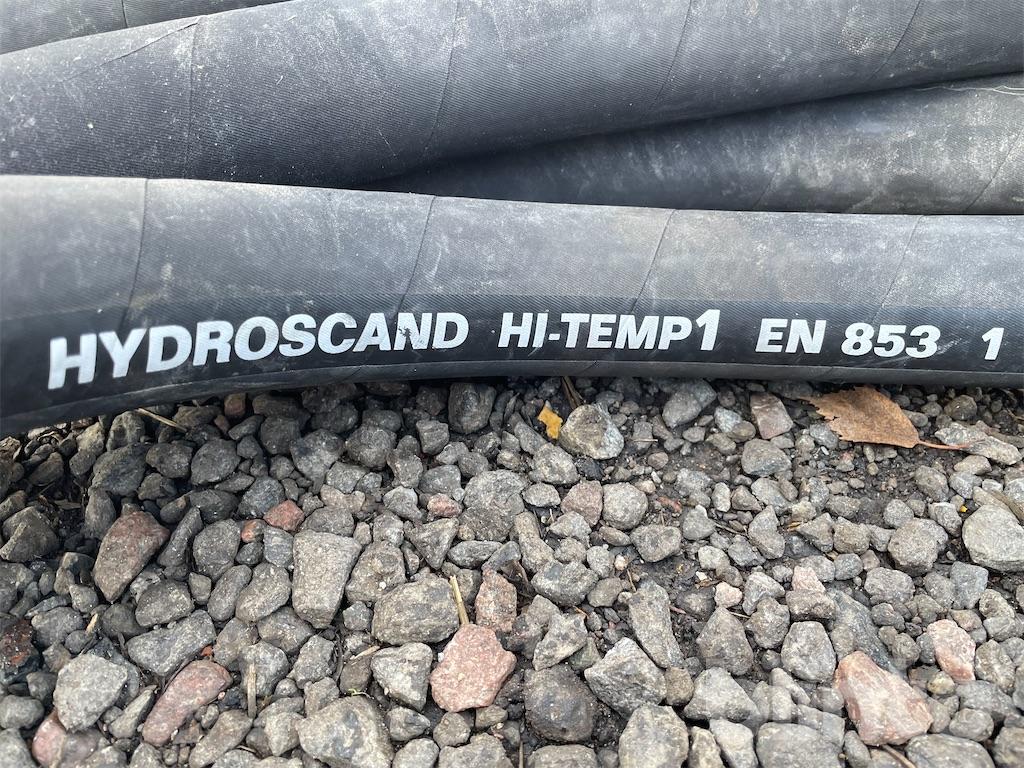 HYDROSCAND HI-TEMP1 EN 853 1